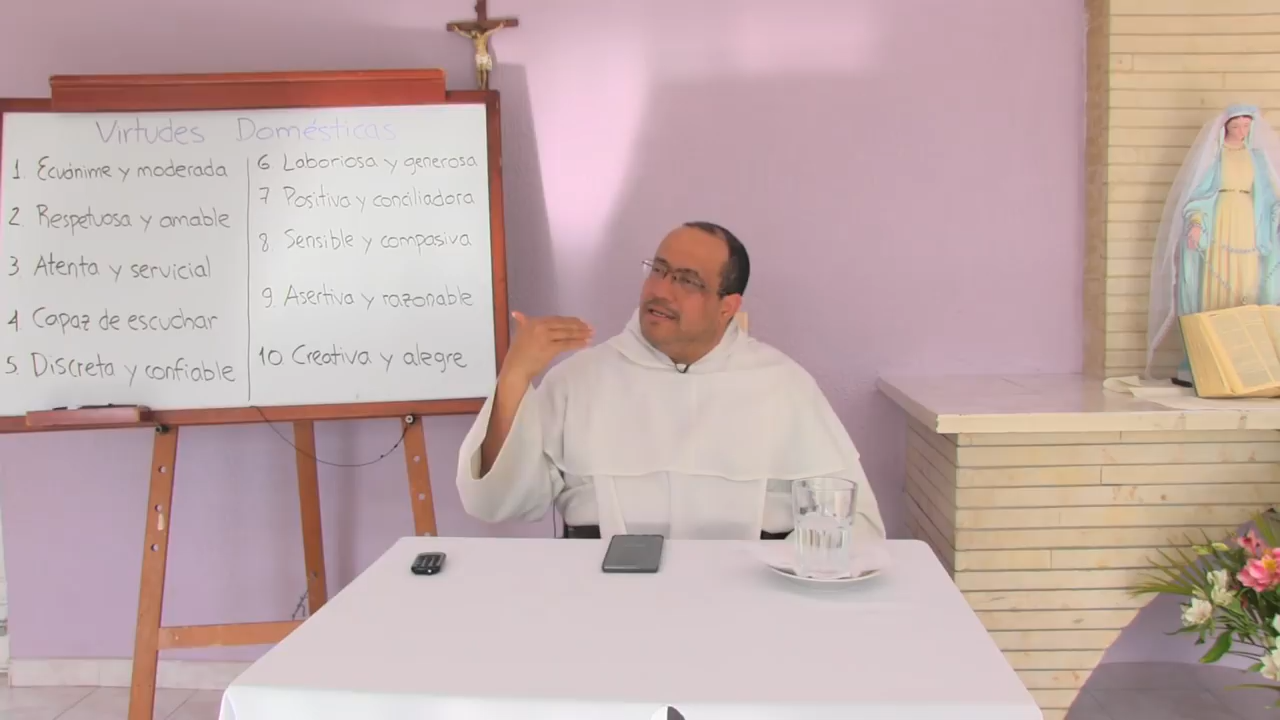 Virtudes Domésticas
1. Ecuánime y moderada
2 Respetuosa y amable
3 Atenta y servicial
4 Capaz de escuchar
5. Discreta y confiable
6 Laboriosa y generosa
7 Positiva y conciliadora
8 Sensible y compasiva
9. Asertiva y razonable
10 Creativa y alegre